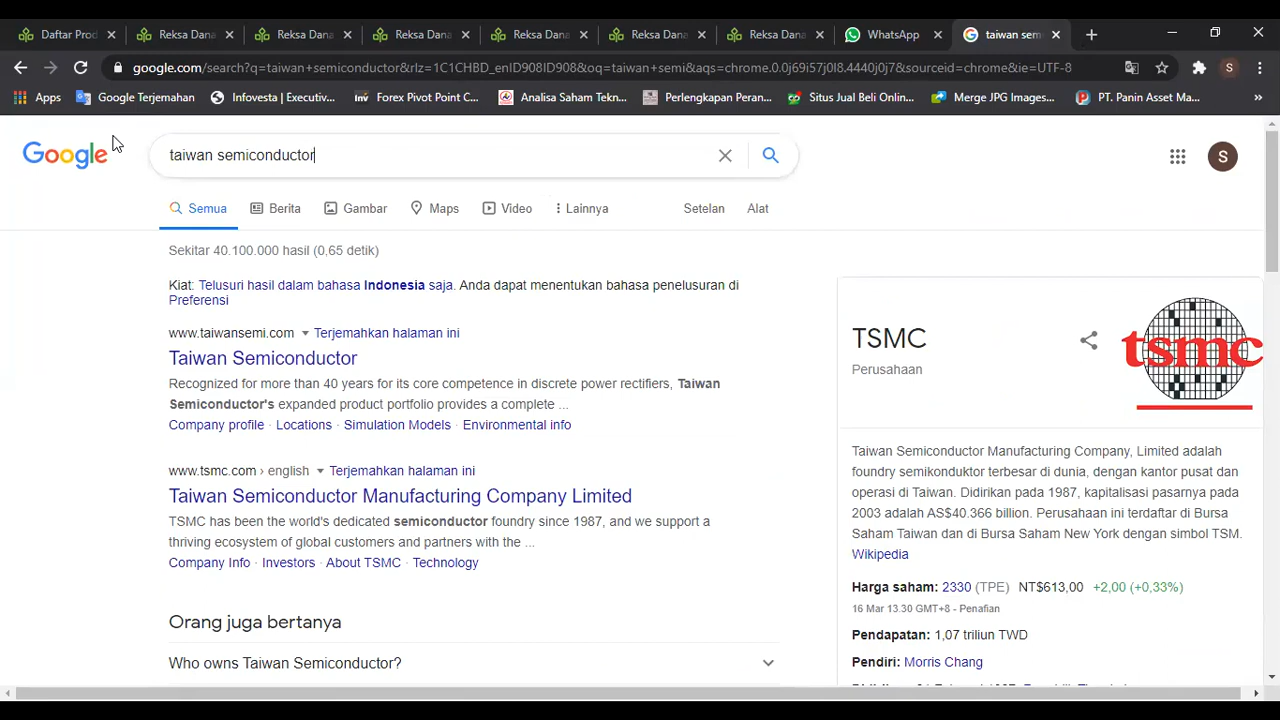 Daftar Prod
Reksa Dana
Reksa Dana
Reksa Dana
Reksa Dana
Reksa Dana
Reksa Dana
WhatsApp
taiwan sem
google.com/search?q=taiwan+semiconductor&rlz=1C1CHBD_enID908ID908&oq=taiwan+semi&aqs=chrome.0.0j69i57j0l8.4440j0j7&sourceid=chrome&ie=UTF-8
S
Apps
Google Terjemahan
Infovesta | Executiv...
inv Forex Pivot Point C...
Analisa Saham Tekn...
Perlengkapan Peran...
Situs Jual Beli Online...
Merge JPG Images...
PT. Panin Asset Ma...
»
Google
taiwan semiconductor
S
Semua
Berita
Gambar
Maps
Video
Lainnya
Setelan
Alat
Sekitar 40.100.000 hasil (0,65 detik)
Kiat: Telusuri hasil dalam bahasa Indonesia saja. Anda dapat menentukan bahasa penelusuran di
Preferensi
www.taiwansemi.com Terjemahkan halaman ini
Taiwan Semiconductor
Recognized for more than 40 years for its core competence in discrete power rectifiers, Taiwan
Semiconductor's expanded product portfolio provides a complete ...
Company profile · Locations · Simulation Models · Environmental info
www.tsmc.com › english Terjemahkan halaman ini
Taiwan Semiconductor Manufacturing Company Limited
TSMC has been the world's dedicated semiconductor foundry since 1987, and we support a
thriving ecosystem of global customers and partners with the ...
Company Info · Investors · About TSMC · Technology
Orang juga bertanya
Who owns Taiwan Semiconductor?
TSMC
Perusahaan
tsmc
Taiwan Semiconductor Manufacturing Company, Limited adalah
foundry semikonduktor terbesar di dunia, dengan kantor pusat dan
operasi di Taiwan. Didirikan pada 1987, kapitalisasi pasarnya pada
2003 adalah AS$40.366 billion. Perusahaan ini terdaftar di Bursa
Saham Taiwan dan di Bursa Saham New York dengan simbol TSM.
Wikipedia
Harga saham: 2330 (TPE) NT$613,00 +2,00 (+0,33%)
16 Mar 13.30 GMT+8 - Penafian
Pendapatan: 1,07 triliun TWD
Pendiri: Morris Chang